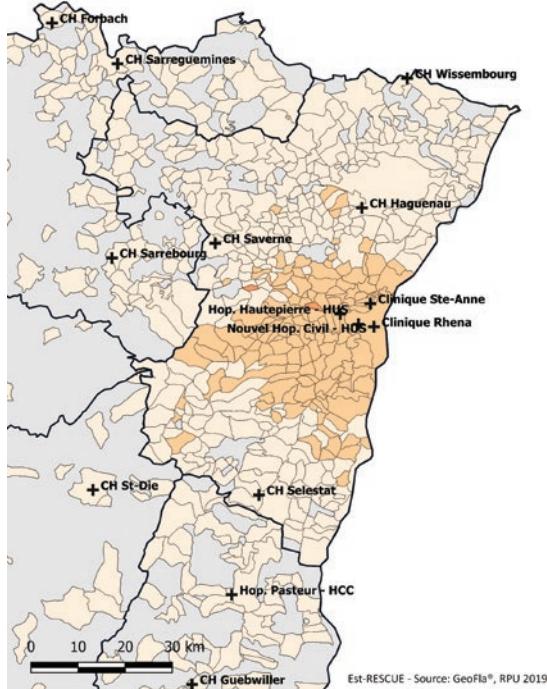 CH Forbach
CH Sarreguemines
CH Wissembourg
CH Haguenau
CH Saverne
CH Sarrebourg
Clinique Ste-Anne
Hop. Hautepierre - HUS
Nouvel Hop. Civil - HUS
Clinique Rhena
CH St-Die
CH Selestat
Hop. Pasteur - HCC
0 10 20 30 km
CH Guebwiller
Est-RESCUE - Source: GeoFla®, RPU 2019